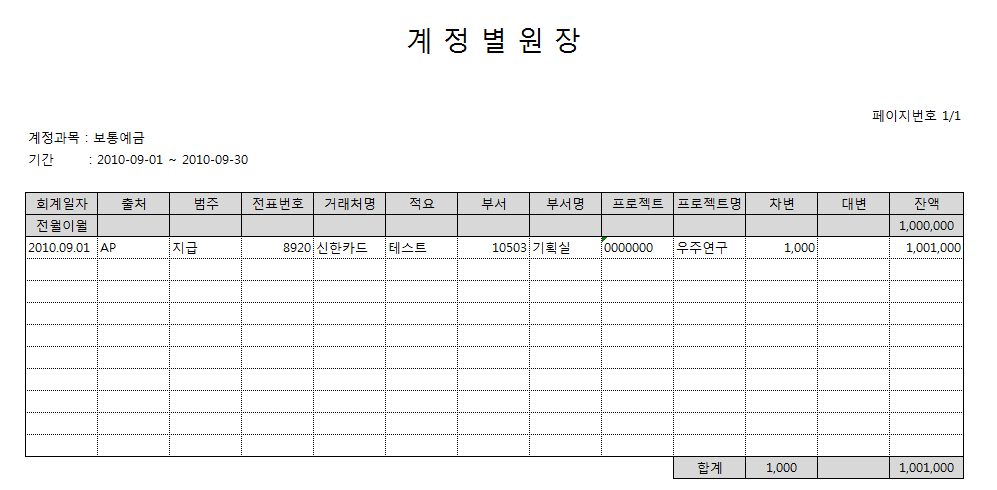 계 정 별 원 장
페이지번호 1/1
계정과목 : 보통예금
기간 : 2010-09-01 ~ 2010-09-30
회계일자 출처 범주 전표번호 거래처명 적요 부서 부서명 프로젝트 프로젝트명 차변 대변 잔액
전월이월 1,000,000
2010.09.01 AP 지급 8920 신한카드 테스트 10503 기획실 0000000 우주연구 1,000 1,001,000
합계 1,000 1,001,000